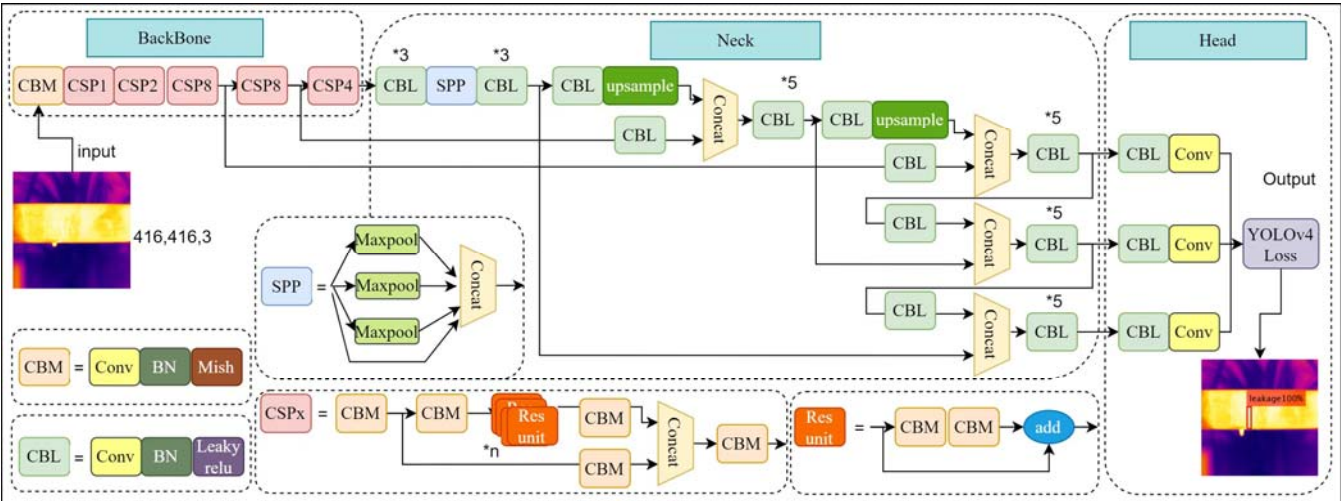 BackBone
Neck
Head
*3
*3
CBM
CSP1
CSP2
CSP8
CSP8
CSP4
CBL
SPP
CBL
CBL
upsample
Concat
*5
CBL
CBL
upsample
Concat
*5
CBL
CBL
Conv
CBL
CBL
input
416,416,3
Output
CBL
Concat
*5
CBL
CBL
Conv
YOLOv4
Loss
SPP
=
Maxpool
Maxpool
Maxpool
Concat
CBL
Concat
*5
CBL
CBL
Conv
leakage100%
CBM
=
Conv
BN
Mish
CBL
=
Conv
BN
Leaky
relu
CSPx
=
CBM
CBM
Res
unit
*n
CBM
CBM
Concat
CBM
Res
unit
=
CBM
CBM
add